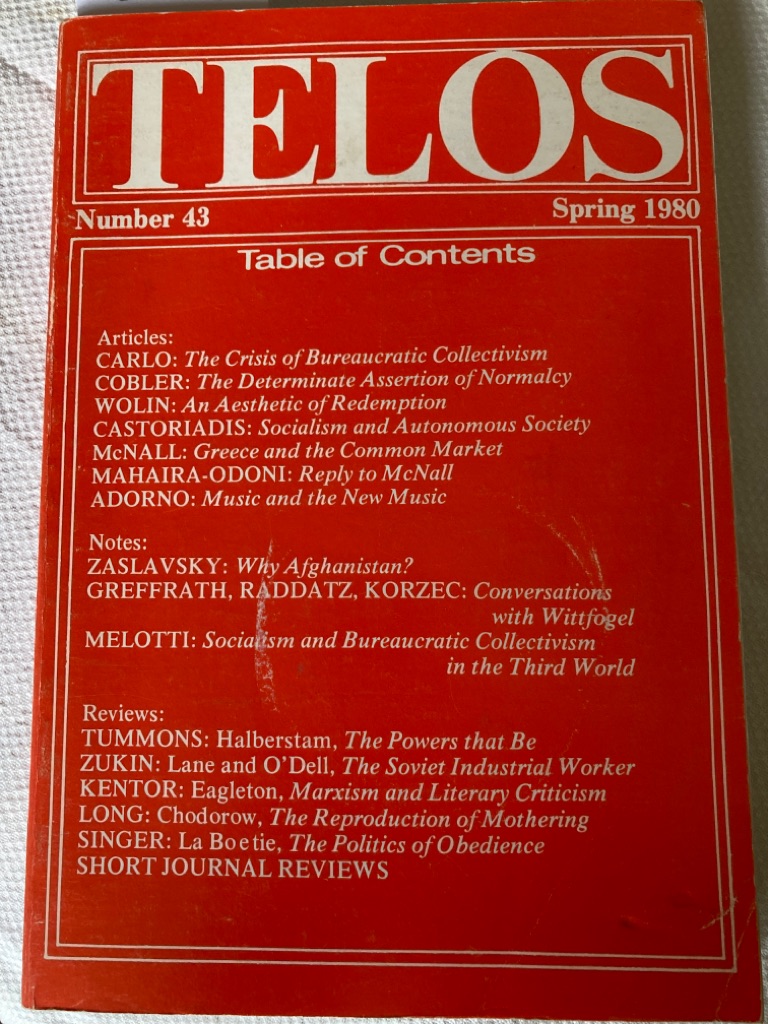 TELOS
Number 43
Spring 1980
Table of Contents
Articles:
CARLO: The Crisis of Bureaucratic Collectivism
COBLER: The Determinate Assertion of Normalcy
WOLIN: An Aesthetic of Redemption
CASTORIADIS: Socialism and Autonomous Society
McNALL: Greece and the Common Market
MAHAIRA-ODONI: Reply to McNall
ADORNO: Music and the New Music
Notes:
ZASLAVSKY: Why Afghanistan?
GREFFRATH, RADDATZ, KORZEC: Conversations
with Wittfogel
MELOTTI: Socialism and Bureaucratic Collectivism
in the Third World
Reviews:
TUMMONS: Halberstam, The Powers that Be
ZUKIN: Lane and O'Dell, The Soviet Industrial Worker
KENTOR: Eagleton, Marxism and Literary Criticism
LONG: Chodorow, The Reproduction of Mothering
SINGER: La Boetie, The Politics of Obedience
SHORT JOURNAL REVIEWS